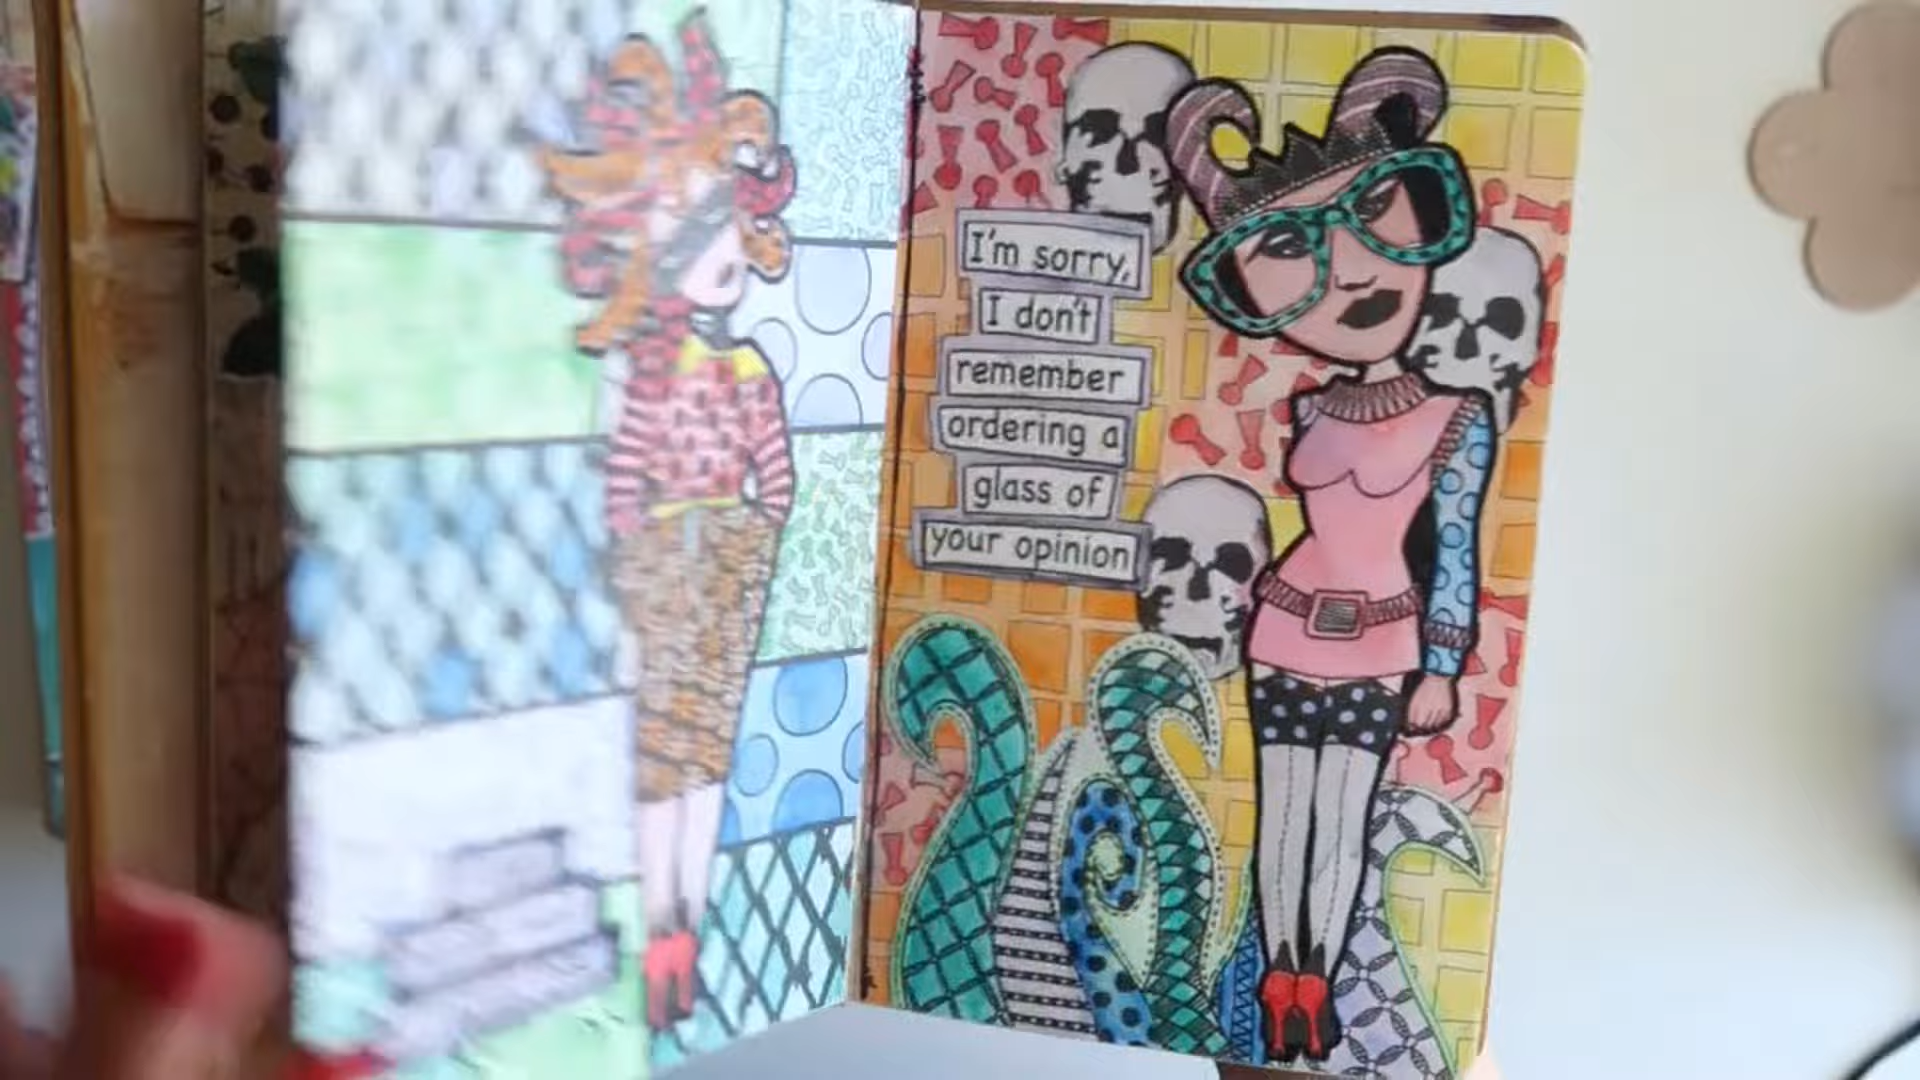 I'm sorry,
I don't
remember
ordering a
glass of
your opinion